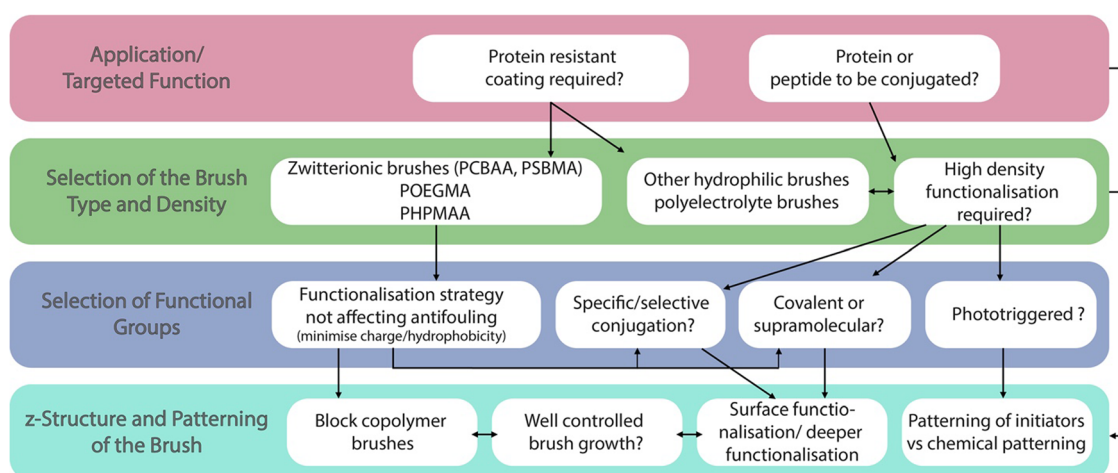 Application/
Targeted Function
Protein resistant
coating required?
Protein or
peptide to be conjugated?
Selection of the Brush
Type and Density
Zwitterionic brushes (PCBAA, PSBMA)
POEGMA
PHPMAA
Other hydrophilic brushes
polyelectrolyte brushes
High density
functionalisation
required?
Selection of Functional
Groups
Functionalisation strategy
not affecting antifouling
(minimise charge/hydrophobicity)
Specific/selective
conjugation?
Covalent or
supramolecular?
Phototriggered ?
z-Structure and Patterning
of the Brush
Block copolymer
brushes
Well controlled
brush growth?
Surface functio-
nalisation/ deeper
functionalisation
Patterning of initiators
vs chemical patterning